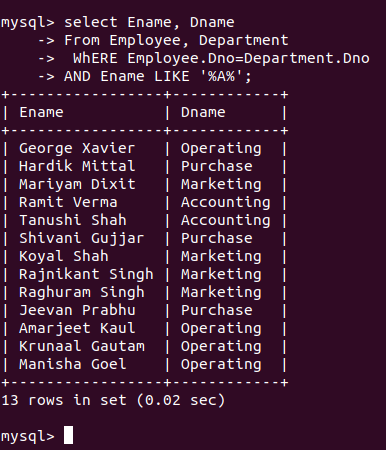 mysql> select Ename, Dname
    -> From Employee, Department
    ->  WhERE Employee.Dno=Department.Dno
    -> AND Ename LIKE '%A%';
+-----------------+------------+
| Ename           | Dname      |
+-----------------+------------+
| George Xavier   | Operating  |
| Hardik Mittal   | Purchase   |
| Mariyam Dixit   | Marketing  |
| Ramit Verma     | Accounting |
| Tanushi Shah    | Accounting |
| Shivani Gujjar  | Purchase   |
| Koyal Shah      | Marketing  |
| Rajnikant Singh | Marketing  |
| Raghuram Singh  | Marketing  |
| Jeevan Prabhu   | Purchase   |
| Amarjeet Kaul   | Operating  |
| Krunaal Gautam  | Operating  |
| Manisha Goel    | Operating  |
+-----------------+------------+
13 rows in set (0.02 sec)

mysql>